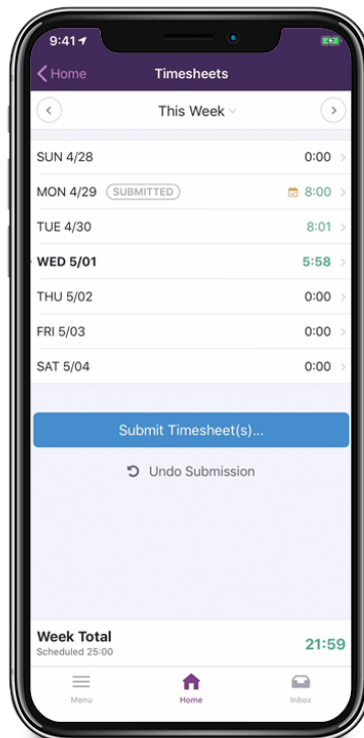 9:41
Home Timesheets
This Week
SUN 4/28 0:00
MON 4/29 SUBMITTED 8:00
TUE 4/30 8:01
WED 5/01 5:58
THU 5/02 0:00
FRI 5/03 0:00
SAT 5/04 0:00
Submit Timesheet(s)...
Undo Submission
Week Total 21:59
Scheduled 25:00
Menu Home Inbox